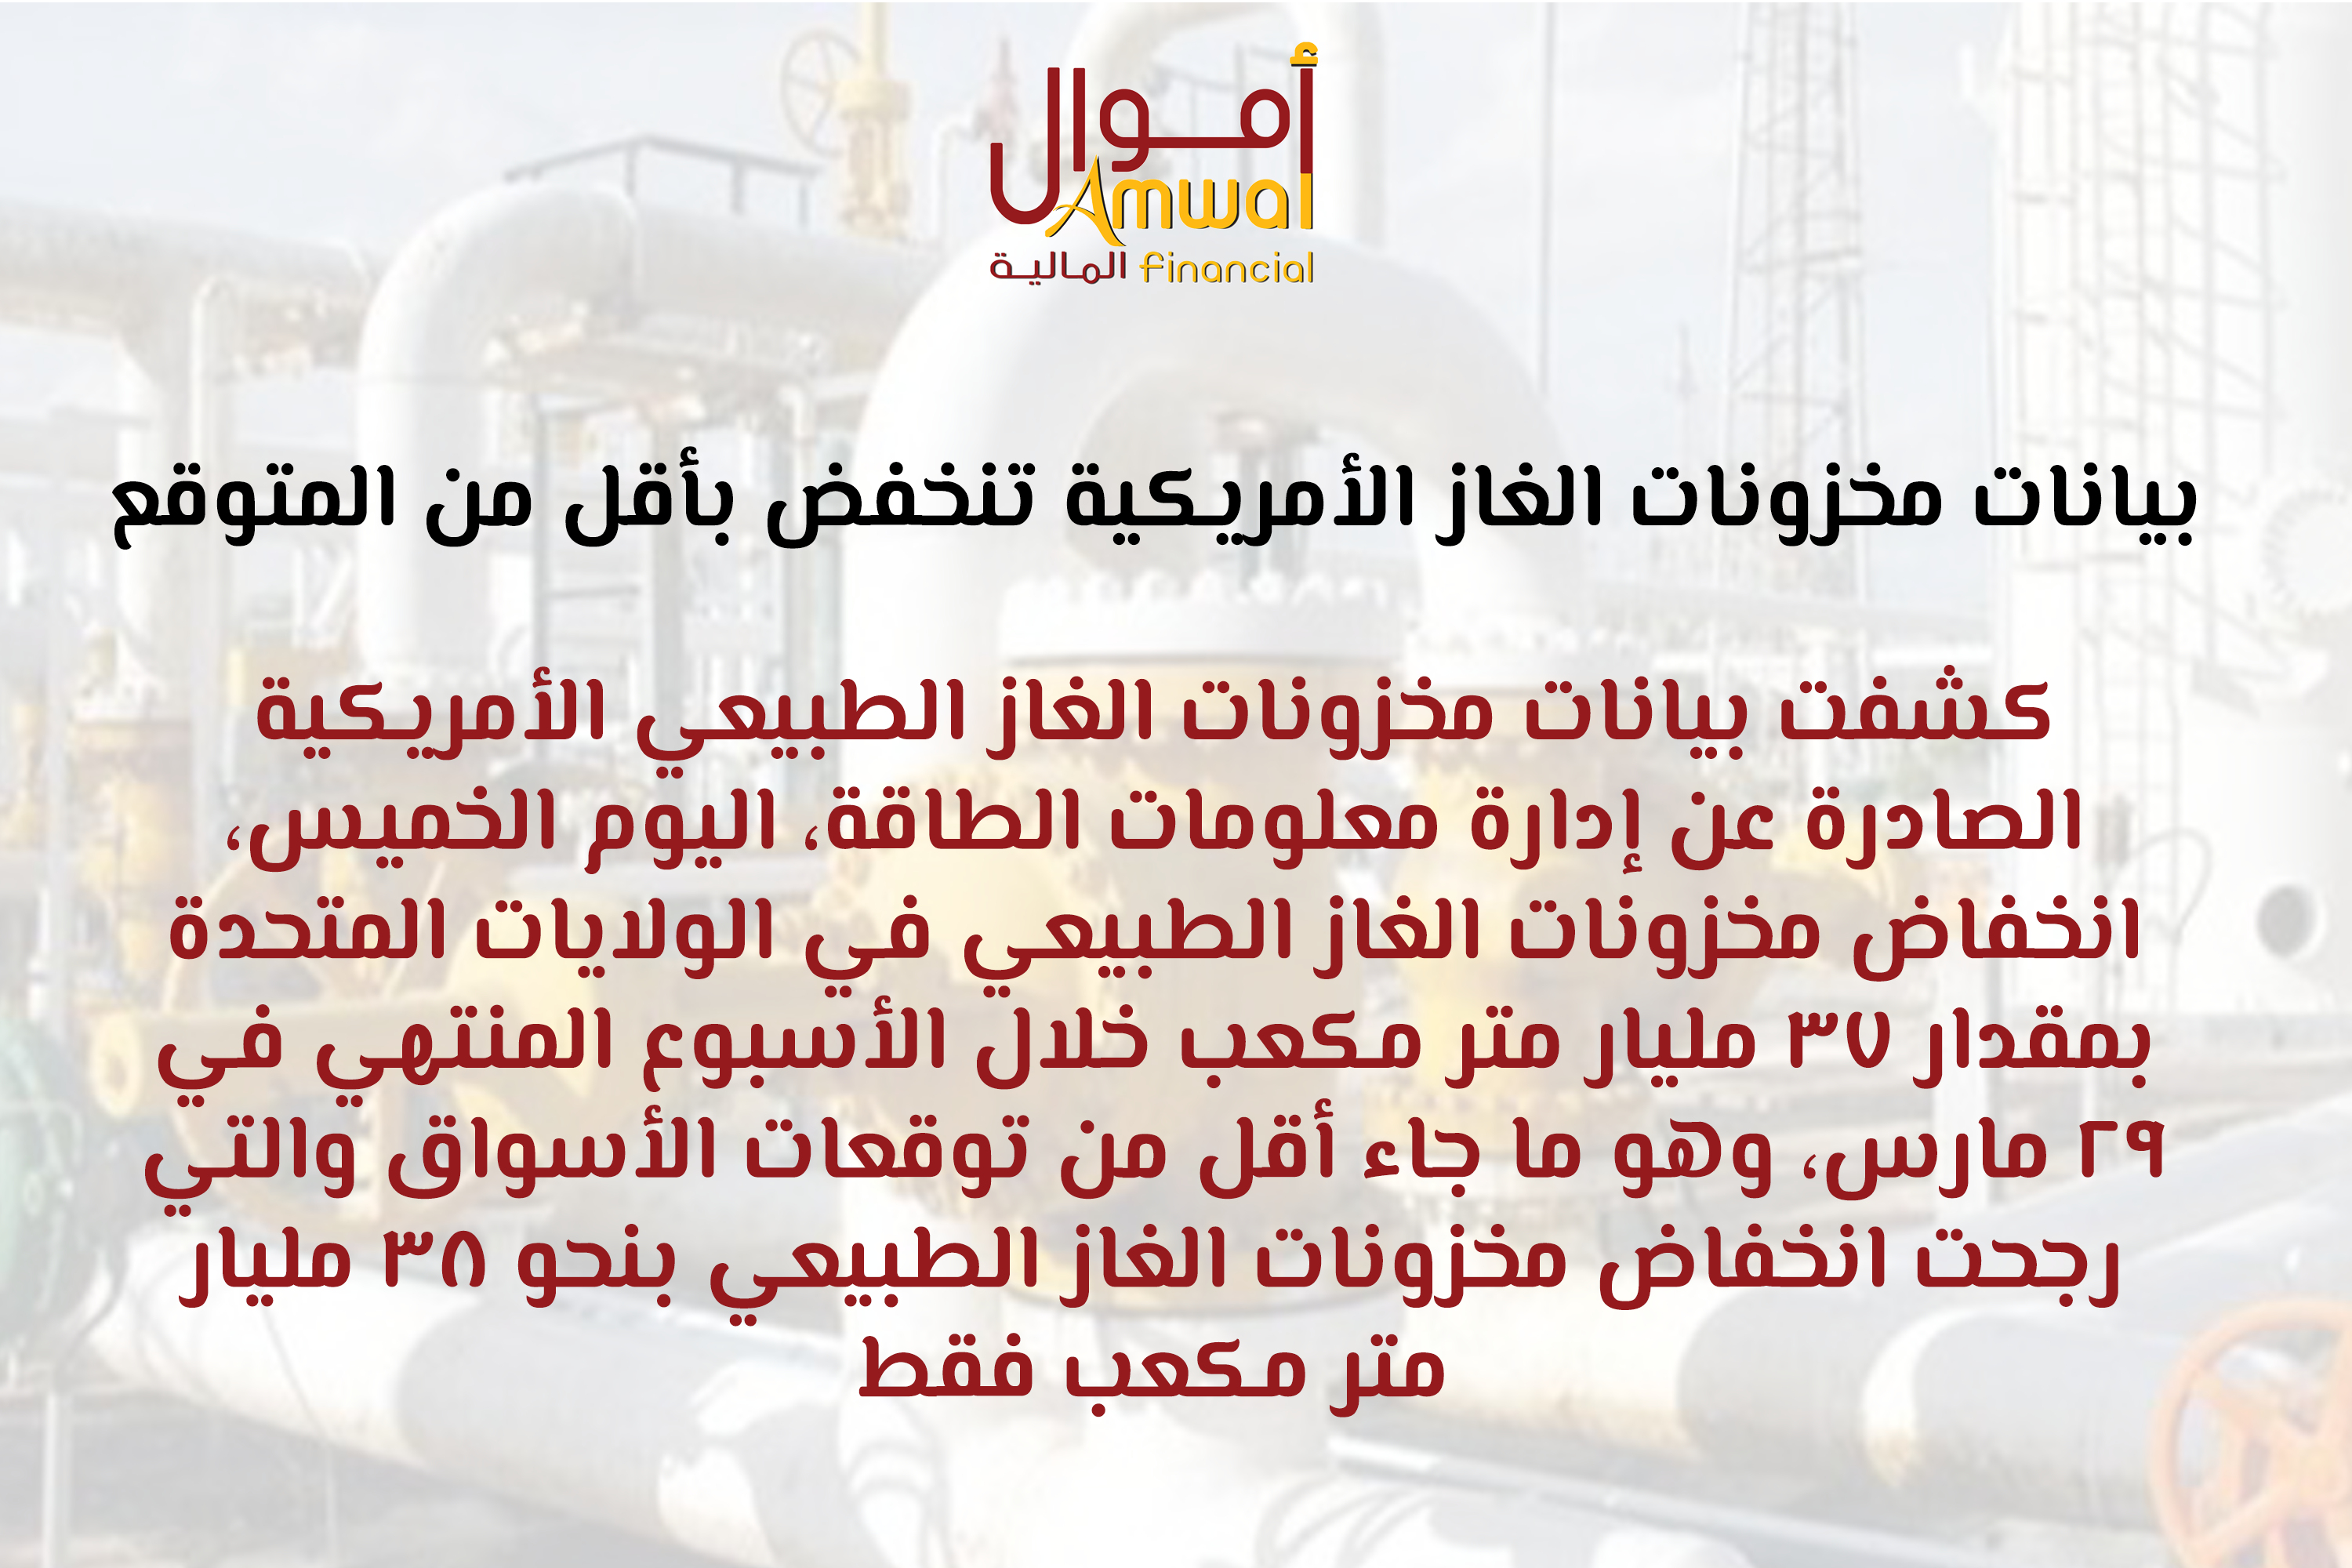 أموال
Amwal
المالية Financial
بيانات مخزونات الغاز الأمريكية تنخفض بأقل من المتوقع
كشفت بيانات مخزونات الغاز الطبيعي الأمريكية
الصادرة عن إدارة معلومات الطاقة، اليوم الخميس،
انخفاض مخزونات الغاز الطبيعي في الولايات المتحدة
بمقدار ٣٧ مليار متر مكعب خلال الأسبوع المنتهي في
٢٩ مارس، وهو ما جاء أقل من توقعات الأسواق والتي
رجحت انخفاض مخزونات الغاز الطبيعي بنحو ٣٨ مليار
متر مكعب فقط